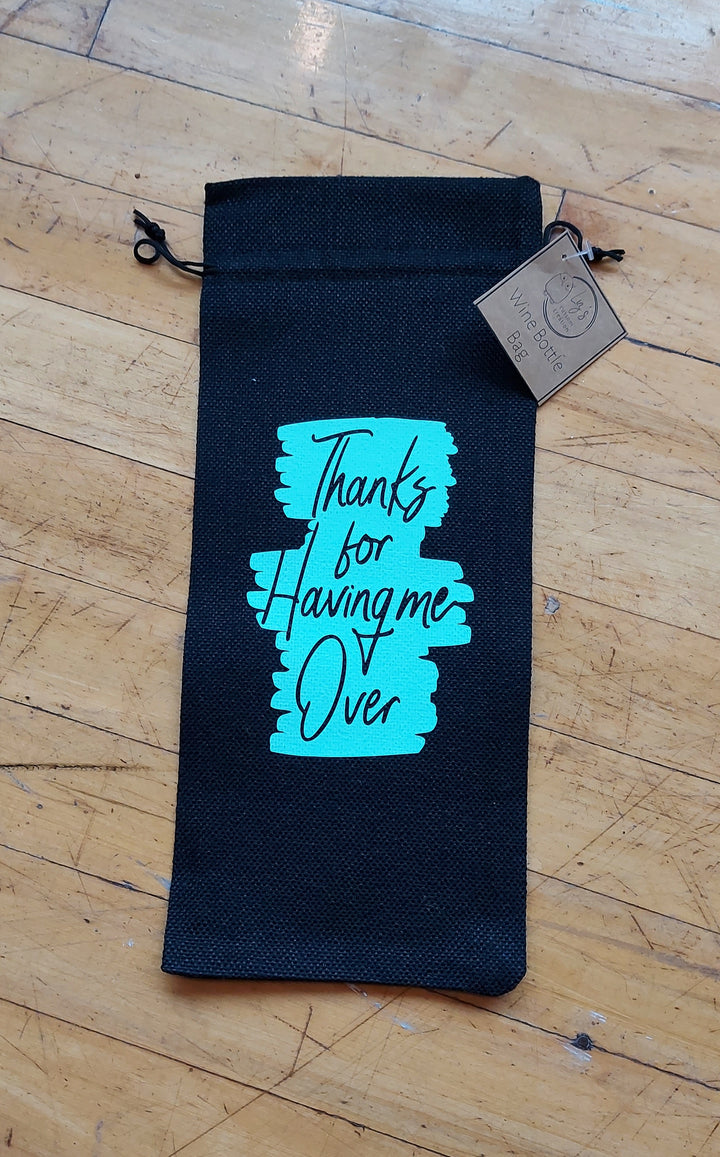 Thanks
for
Having me
Over
Wine Bottle
Bag